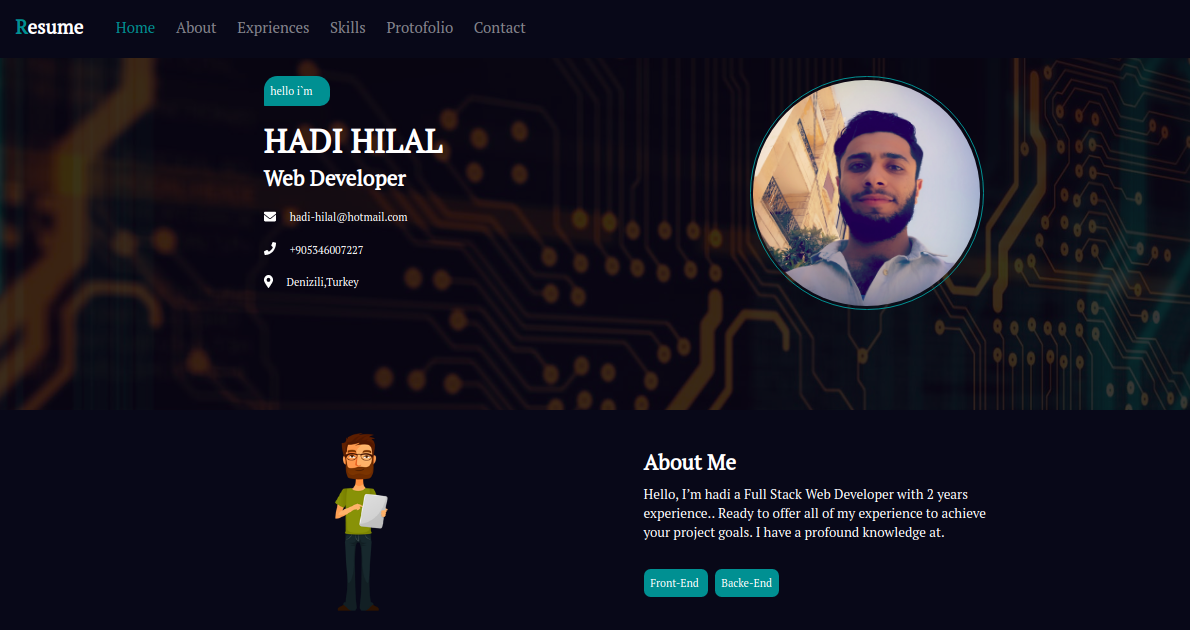 Resume Home About Expriences Skills Protofolio Contact
hello i`m
HADI HILAL
Web Developer
hadi-hilal@hotmail.com
+905346007227
Denizili,Turkey
About Me
Hello, I'm hadi a Full Stack Web Developer with 2 years
experience.. Ready to offer all of my experience to achieve
your project goals. I have a profound knowledge at.
Front-End Backe-End